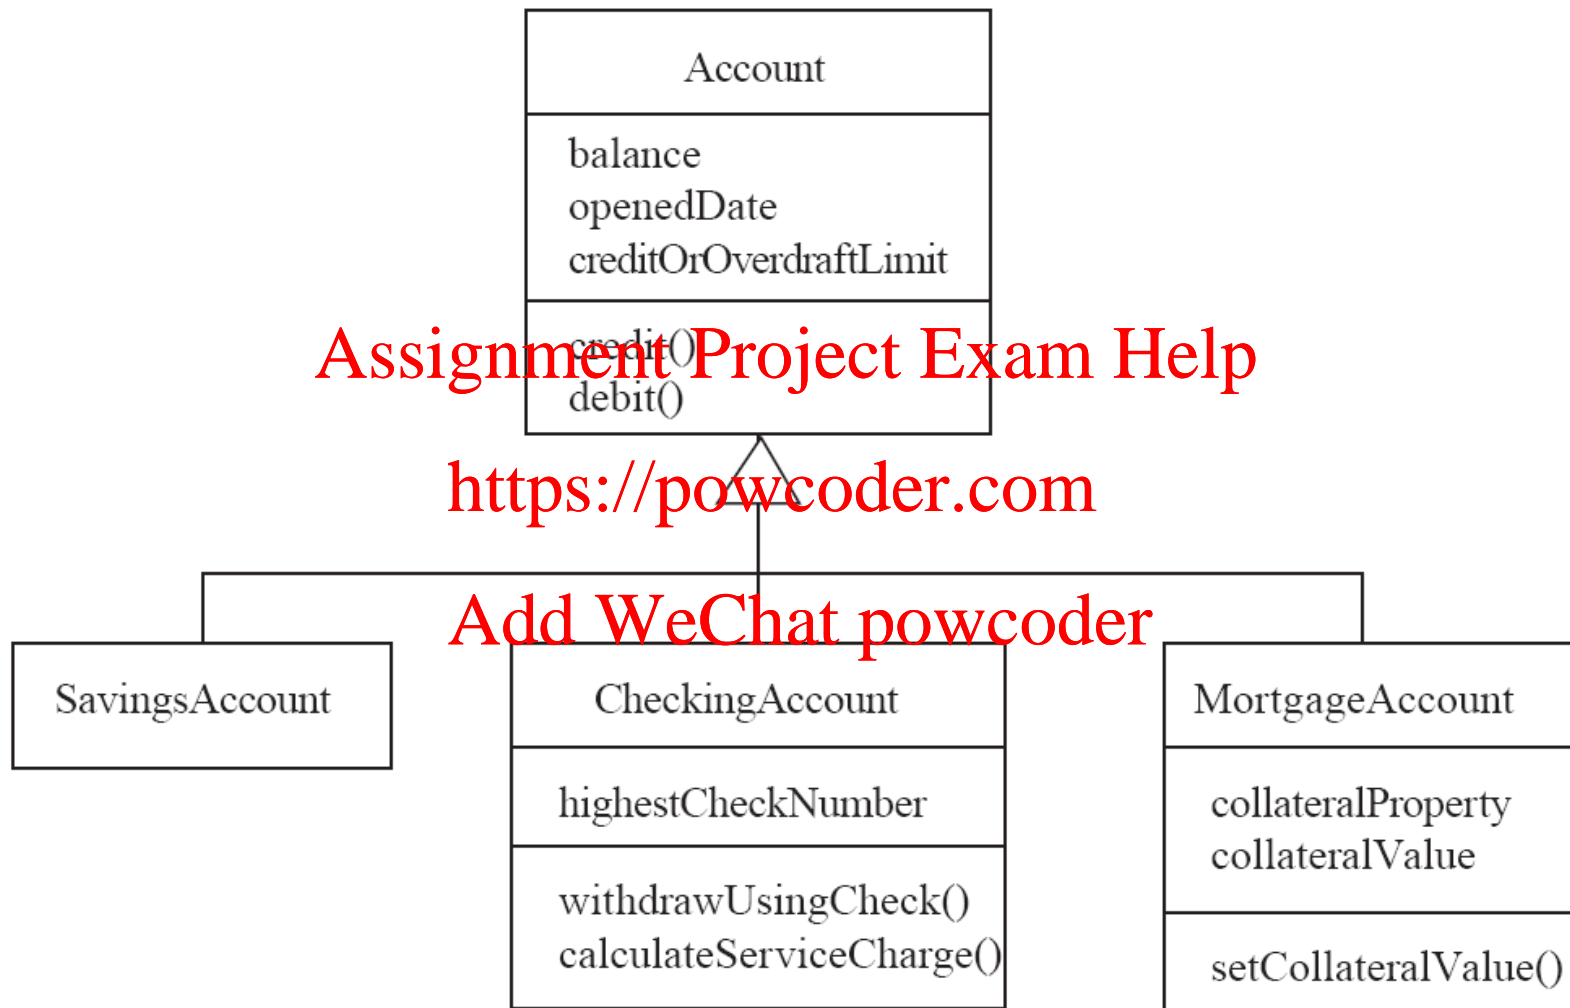 Account
balance
openedDate
creditOrOverdraftLimit
credit()
Assignment Project Exam Help
debit()
https://powcoder.com
Add WeChat powcoder
SavingsAccount
CheckingAccount
MortgageAccount
highestCheckNumber
collateralProperty
collateralValue
withdrawUsingCheck()
calculateServiceCharge()
setCollateralValue()